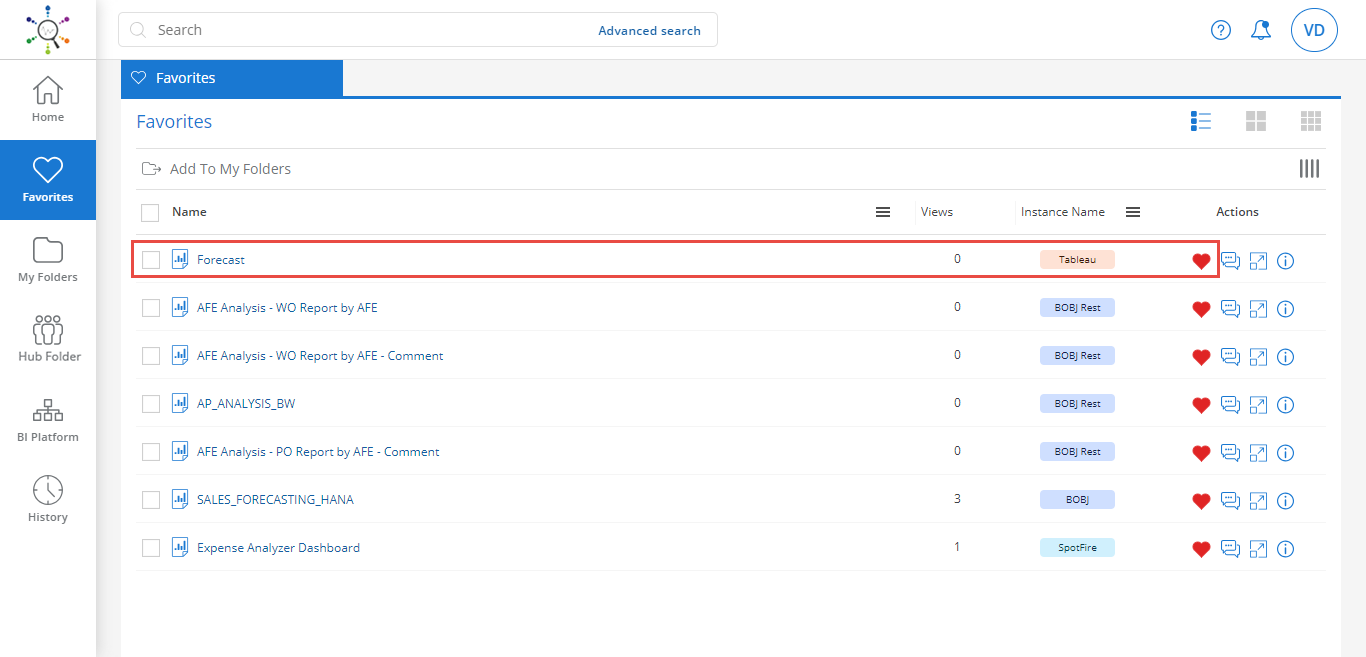 Search
Advanced search
VD
Home
Favorites
My Folders
Hub Folder
BI Platform
History
Favorites
Favorites
Add To My Folders
Name Views Instance Name Actions
Forecast 0 Tableau
AFE Analysis - WO Report by AFE 0 BOBJ Rest
AFE Analysis - WO Report by AFE - Comment 0 BOBJ Rest
AP_ANALYSIS_BW 0 BOBJ Rest
AFE Analysis - PO Report by AFE - Comment 0 BOBJ Rest
SALES_FORECASTING_HANA 3 BOBJ
Expense Analyzer Dashboard 1 SpotFire